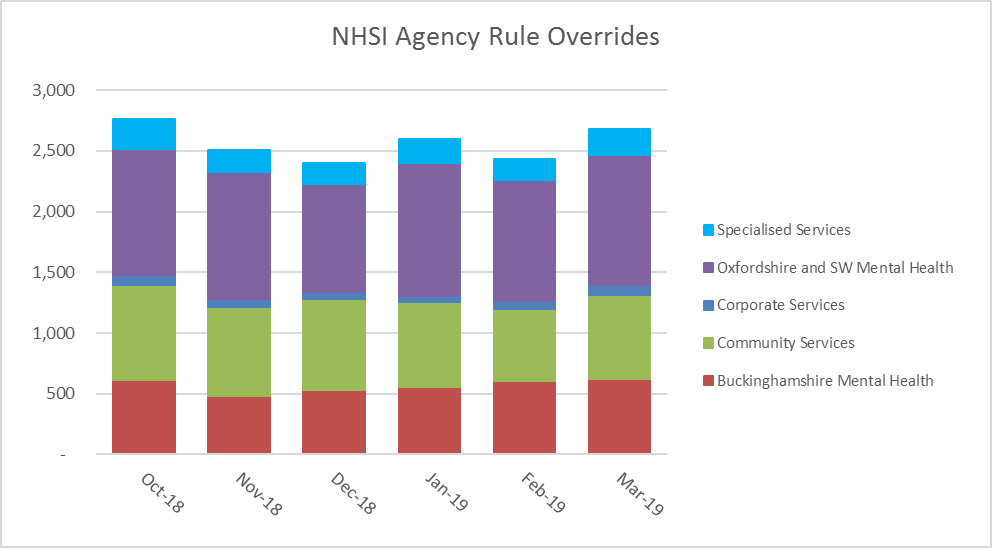 NHSI Agency Rule Overrides
3,000
2,500
2,000
1,500
1,000
500
-
Oct-18
Nov-18
Dec-18
Jan-19
Feb-19
Mar-19
Specialised Services
Oxfordshire and SW Mental Health
Corporate Services
Community Services
Buckinghamshire Mental Health